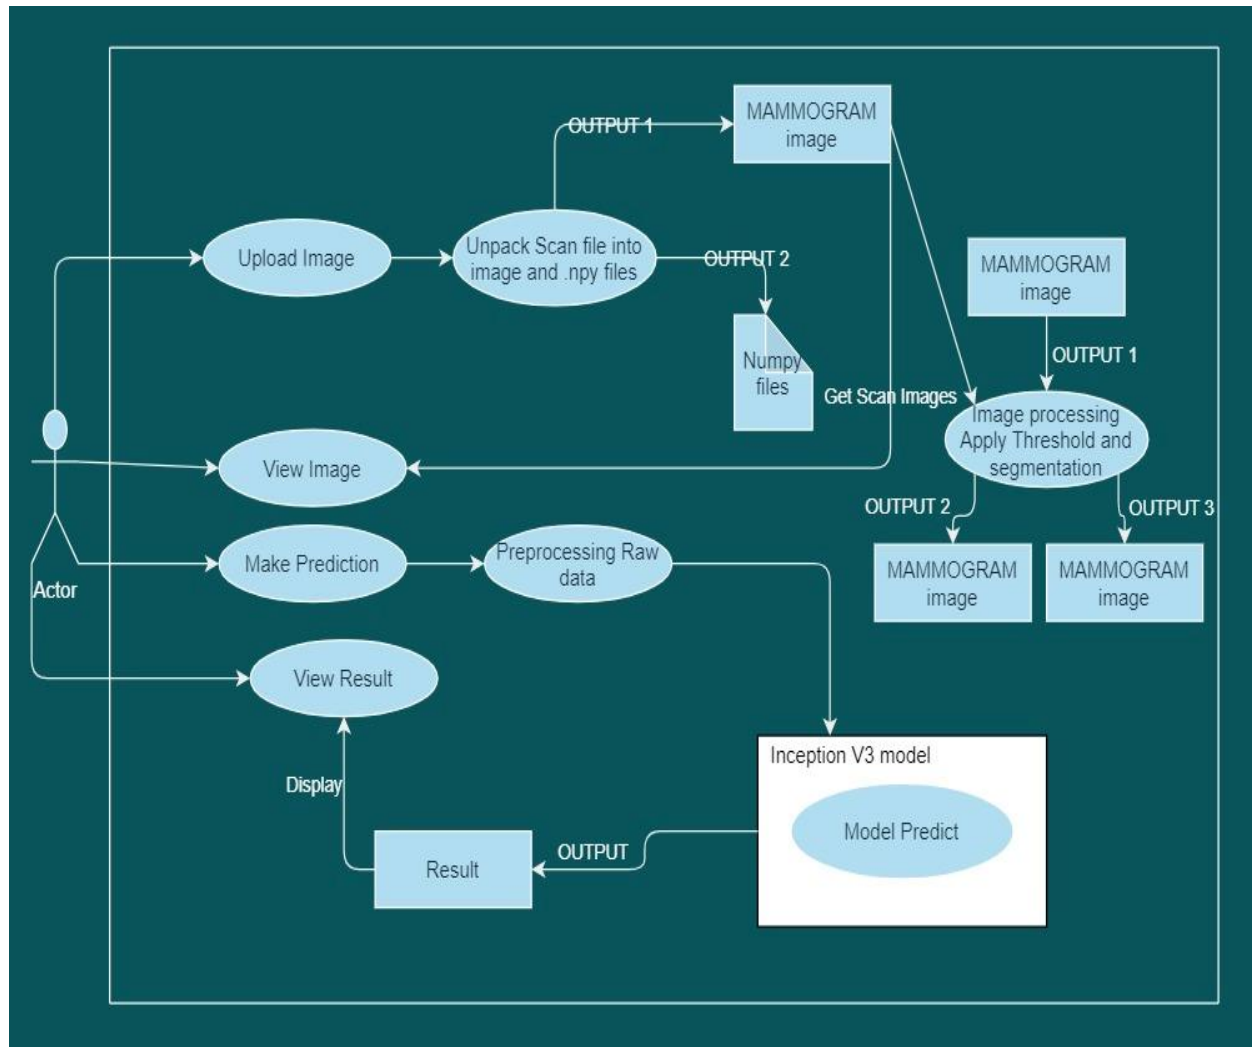 OUTPUT 1
MAMMOGRAM
image
Upload Image
Unpack Scan file into
image and .npy files
OUTPUT 2
MAMMOGRAM
image
OUTPUT 1
Numpy
files
Get Scan Images
Image processing
Apply Threshold and
segmentation
View Image
OUTPUT 2
OUTPUT 3
MAMMOGRAM
image
MAMMOGRAM
image
Actor
Make Prediction
Preprocessing Raw
data
View Result
Inception V3 model
Model Predict
Display
OUTPUT
Result